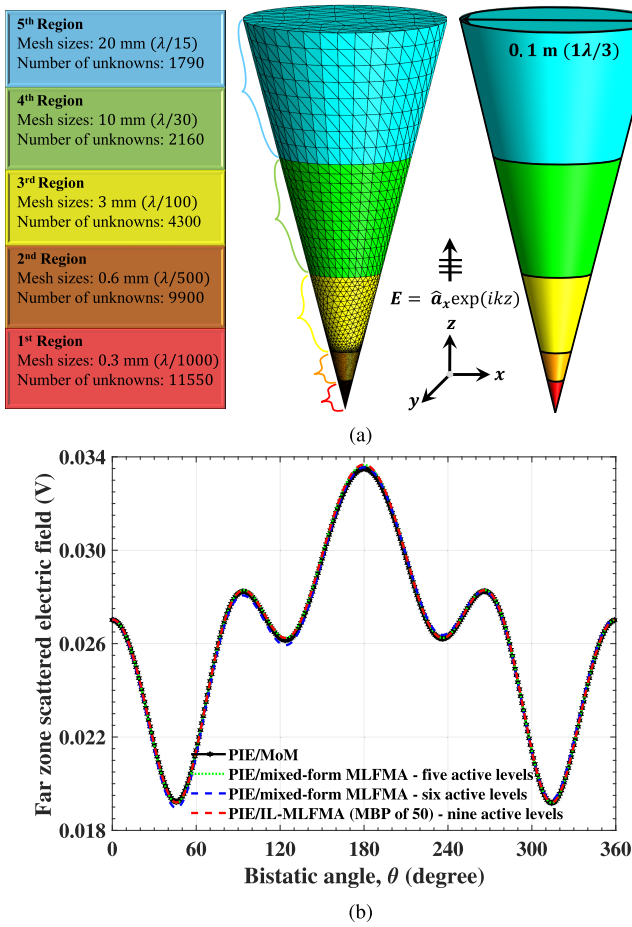 5th Region
Mesh sizes: 20 mm (λ/15)
Number of unknowns: 1790
4th Region
Mesh sizes: 10 mm (λ/30)
Number of unknowns: 2160
3rd Region
Mesh sizes: 3 mm (λ/100)
Number of unknowns: 4300
2nd Region
Mesh sizes: 0.6 mm (λ/500)
Number of unknowns: 9900
1st Region
Mesh sizes: 0.3 mm (λ/1000)
Number of unknowns: 11550
0.1 m (1λ/3)
E = âₓexp(ikz)
z
x
y
(a)
Far zone scattered electric field (V)
0.034
0.030
0.026
0.022
0.018
PIE/MoM
PIE/mixed-form MLFMA - five active levels
PIE/mixed-form MLFMA - six active levels
PIE/IL-MLFMA (MBP of 50) - nine active levels
0 60 120 180 240 300 360
Bistatic angle, θ (degree)
(b)